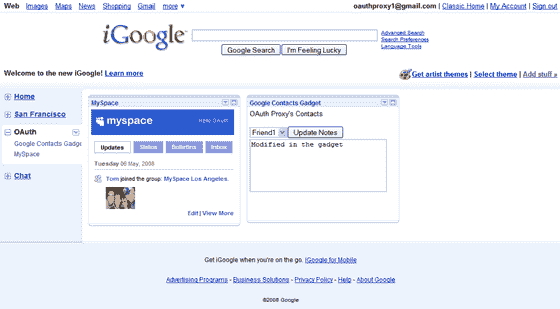 Web Images Maps News Shopping Gmail more ▼
oauthproxy1@gmail.com | Classic Home | My Account | Sign out
iGoogle
Advanced Search
Search Preferences
Language Tools
Google Search I'm Feeling Lucky
Welcome to the new iGoogle! Learn more
Get artist themes | Select theme | Add stuff »
Home
San Francisco
OAuth
Google Contacts Gadge
MySpace
Chat
MySpace
myspace
Updates Status Bulletins Inbox
Tuesday 06 May, 2008
Tom joined the group: MySpace Los Angeles.
Edit | View More
Google Contacts Gadget
OAuth Proxy's Contacts
Friend1 Update Notes
Modified in the gadget
Get iGoogle when you're on the go. iGoogle for Mobile
Advertising Programs - Business Solutions - Privacy Policy - Help - About Google
©2008 Google